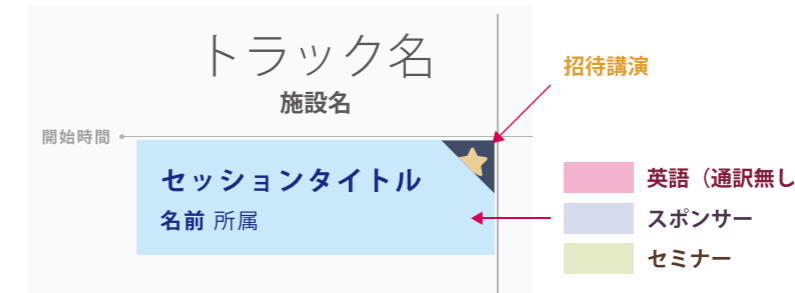 トラック名
施設名
開始時間
セッションタイトル
名前 所属
招待講演
英語（通訳無し
スポンサー
セミナー